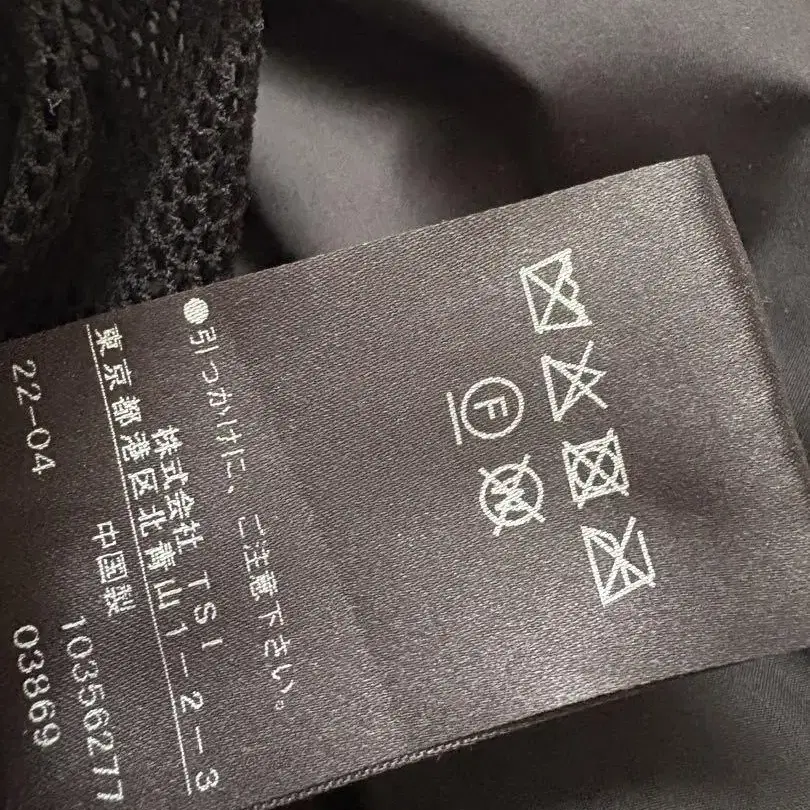 Ⓕ
Ⓦ
●引っかけに、ご注意下さい。
株式会社 TSI
東京都港区北青山1-2-3
中国製
10356277
22-04
03869